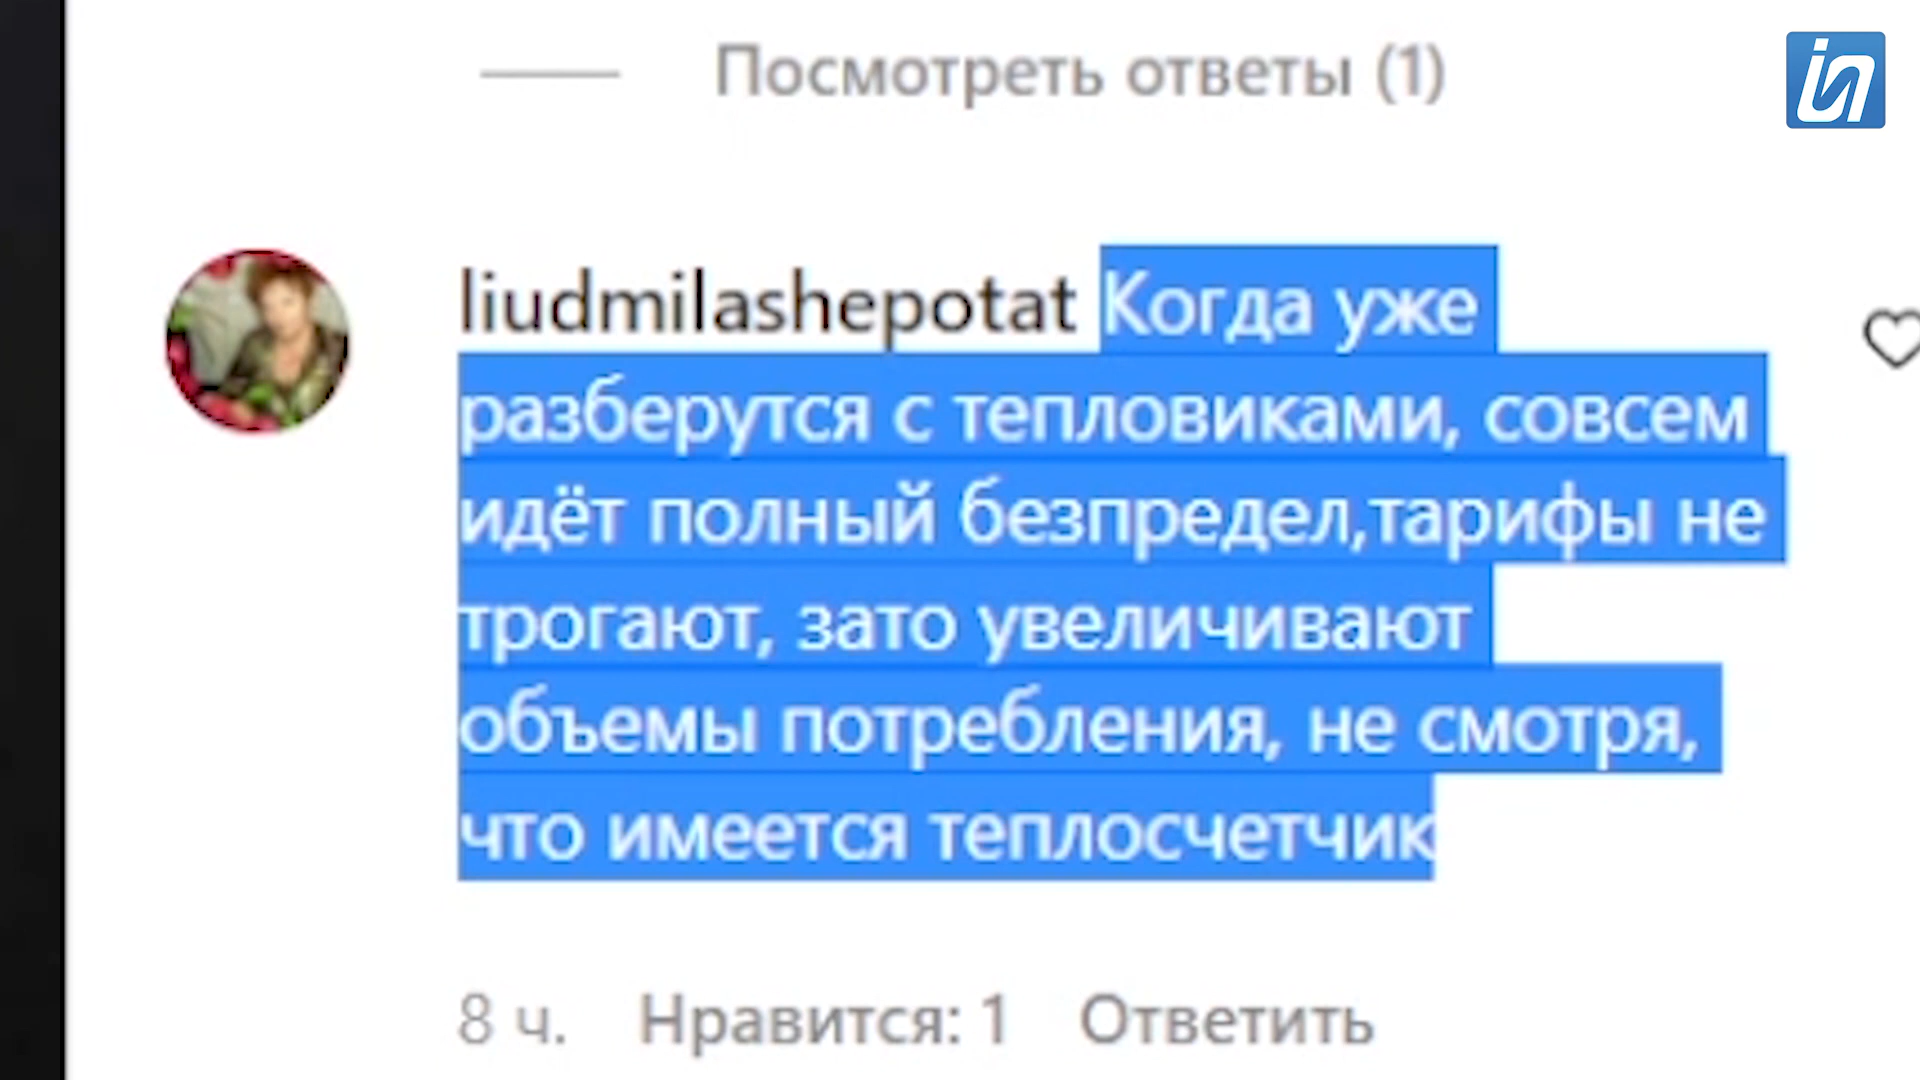 Посмотреть ответы (1)
in
liudmilashepotat Когда уже
разберутся с тепловиками, совсем
идёт полный безпредел,тарифы не
трогают, зато увеличивают
объемы потребления, не смотря,
что имеется теплосчетчик
8 ч. Нравится: 1 Ответить